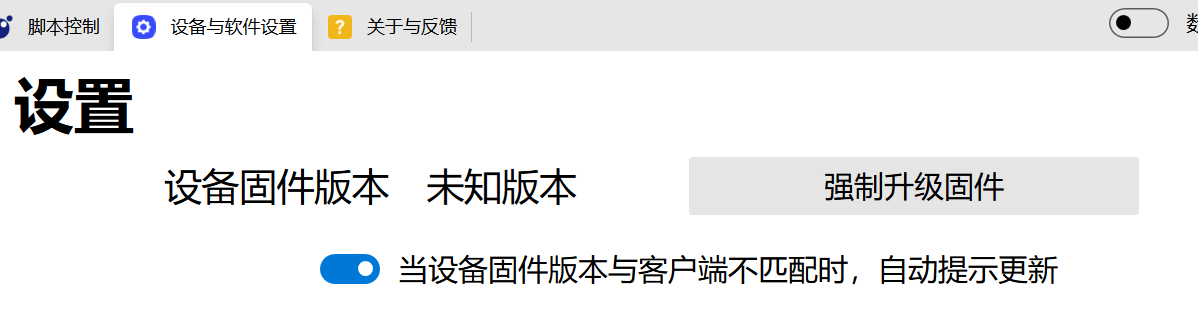 脚本控制 设备与软件设置 ? 关于与反馈
设置
设备固件版本 未知版本 强制升级固件
当设备固件版本与客户端不匹配时，自动提示更新